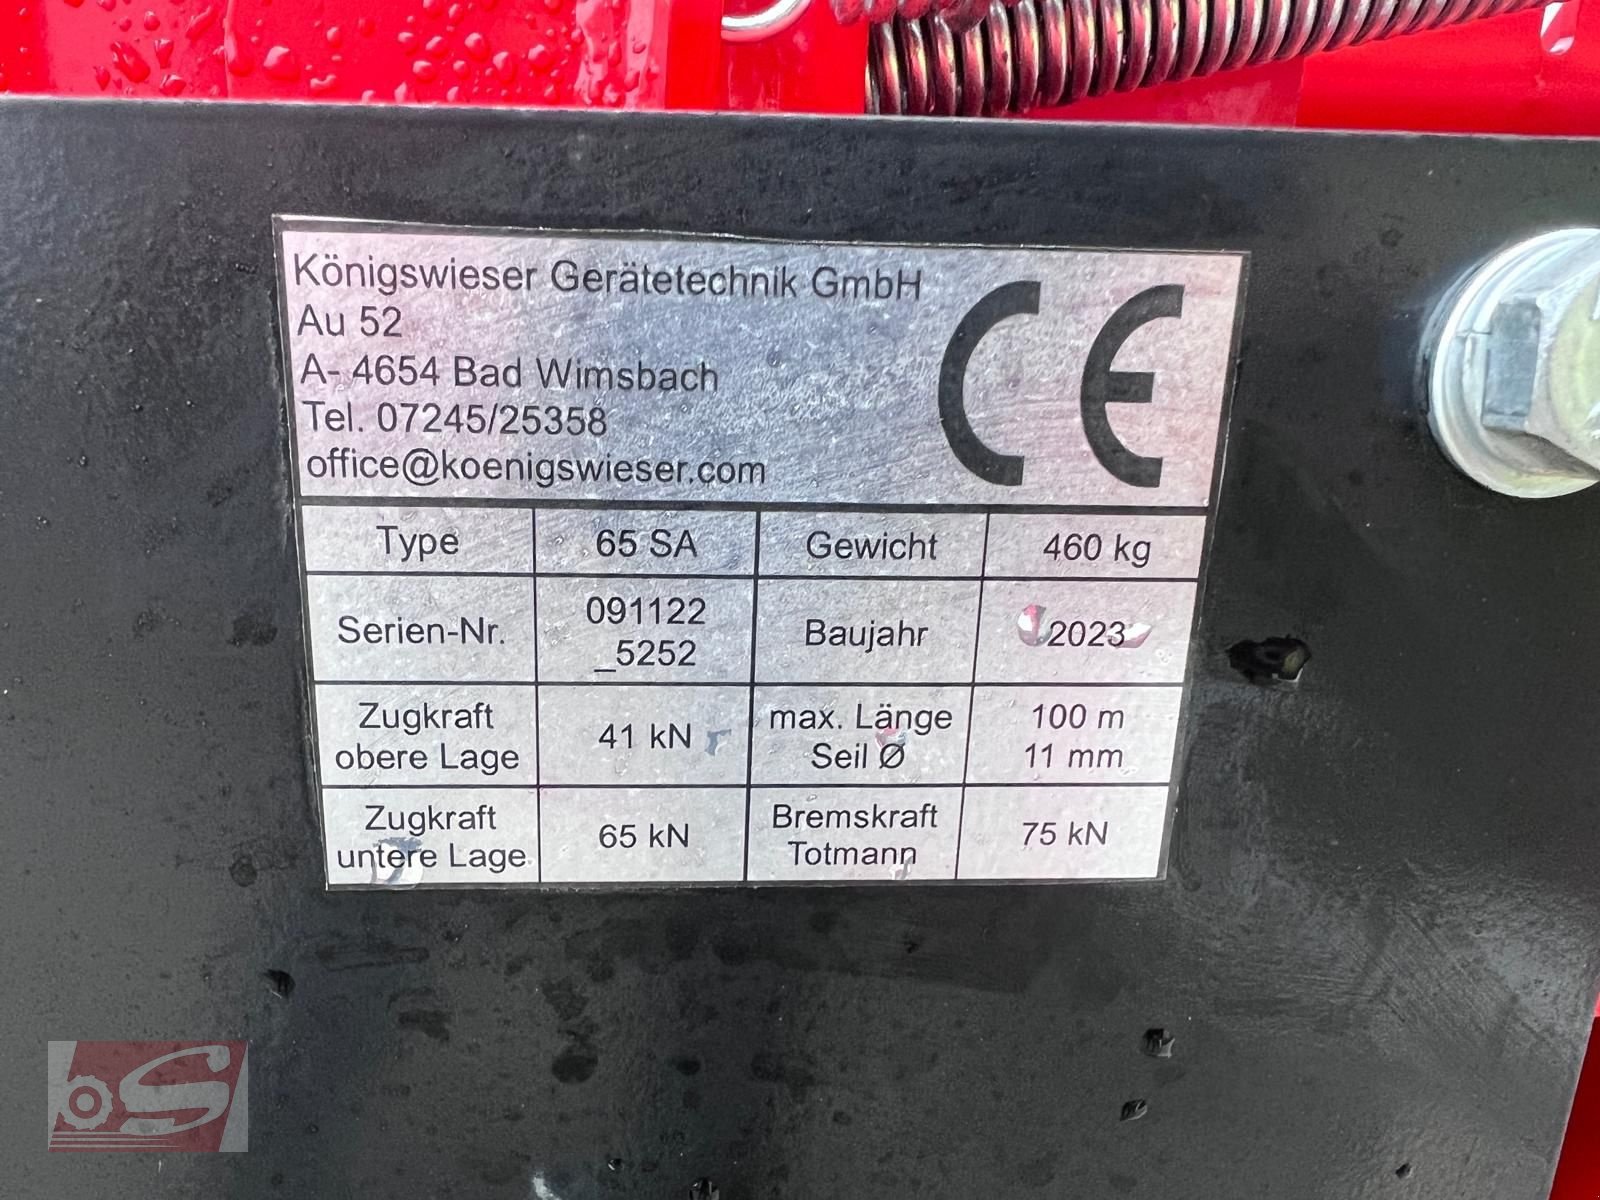 Königswieser Gerätetechnik GmbH
Au 52
A- 4654 Bad Wimsbach
Tel. 07245/25358
office@koenigswieser.com
CE
Type 65 SA Gewicht 460 kg
Serien-Nr. 091122_5252 Baujahr 2023
Zugkraft obere Lage 41 kN max. Länge Seil Ø 100 m 11 mm
Zugkraft untere Lage 65 kN Bremskraft Totmann 75 kN